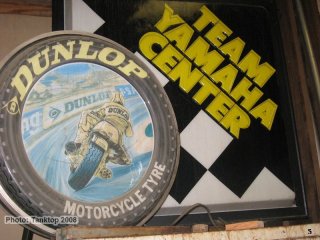 DUNLOP
DUNLOP
MOTORCYCLE TYRE
TEAM
YAMAHA
CENTER
Photo: Tanktop 2008